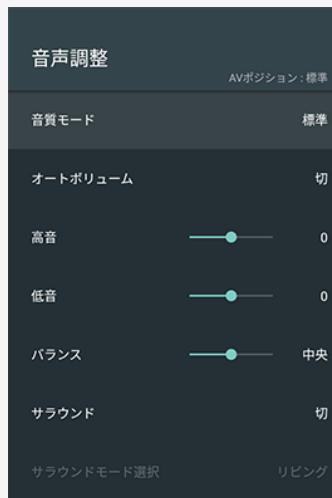 音声調整
AVポジション : 標準
音質モード 標準
オートボリューム 切
高音 0
低音 0
バランス 中央
サラウンド 切
サラウンドモード選択 リビング